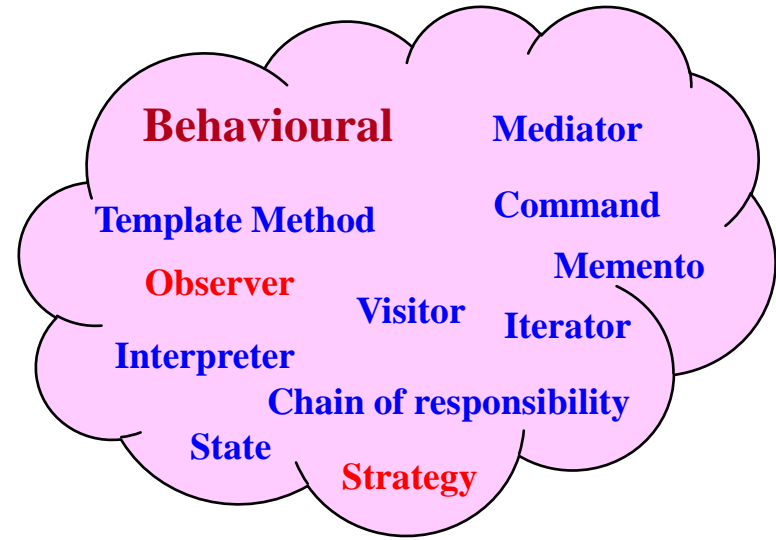 Behavioural
Mediator
Template Method
Command
Observer
Memento
Visitor
Iterator
Interpreter
Chain of responsibility
State
Strategy